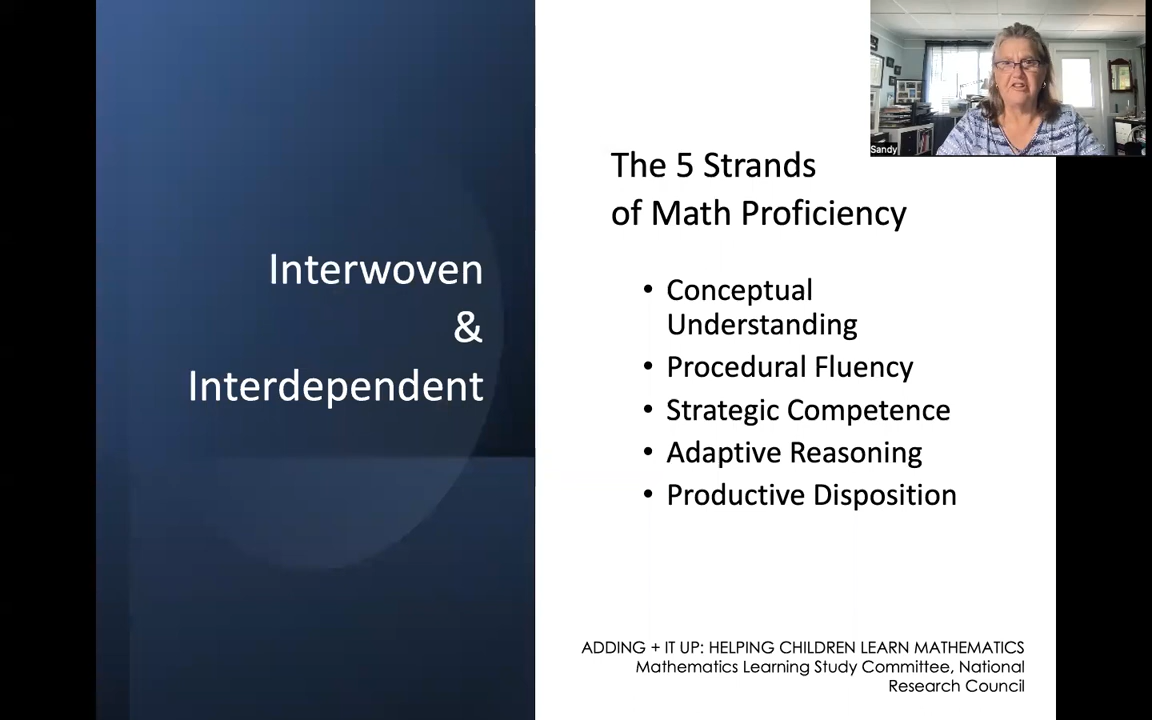 Interwoven
&
Interdependent
The 5 Strands
of Math Proficiency
• Conceptual
Understanding
• Procedural Fluency
• Strategic Competence
• Adaptive Reasoning
• Productive Disposition
ADDING + IT UP: HELPING CHILDREN LEARN MATHEMATICS
Mathematics Learning Study Committee, National
Research Council
Sandy